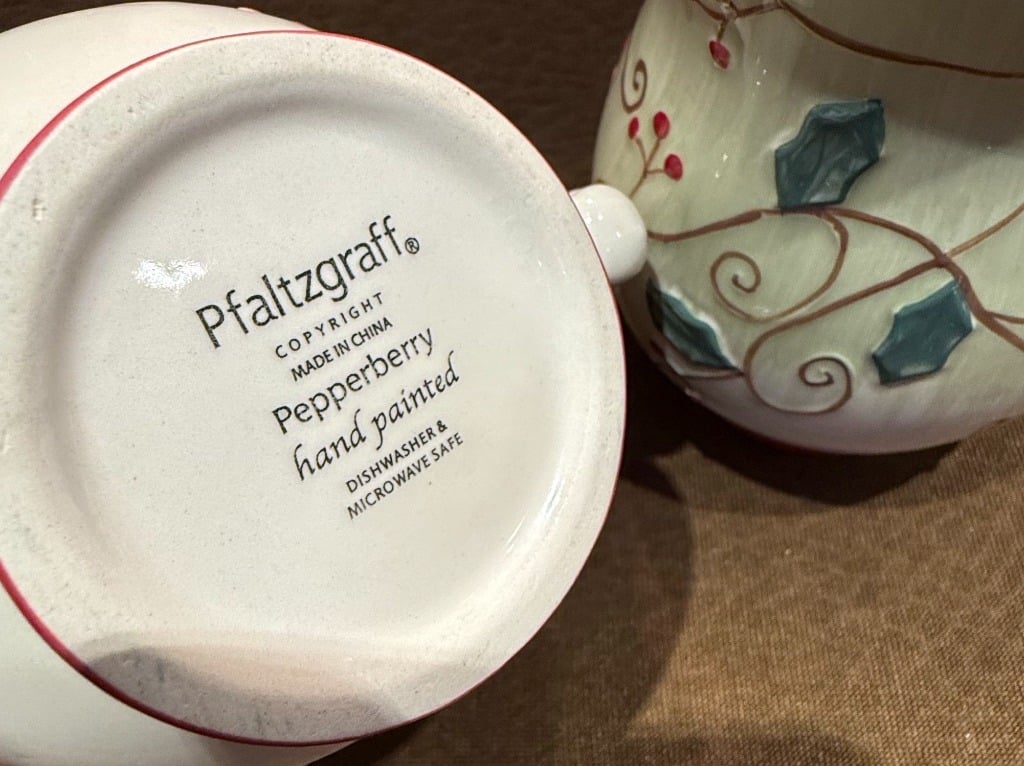 Pfaltzgraff®
COPYRIGHT
MADE IN CHINA
Pepperberry
hand painted
DISHWASHER &
MICROWAVE SAFE